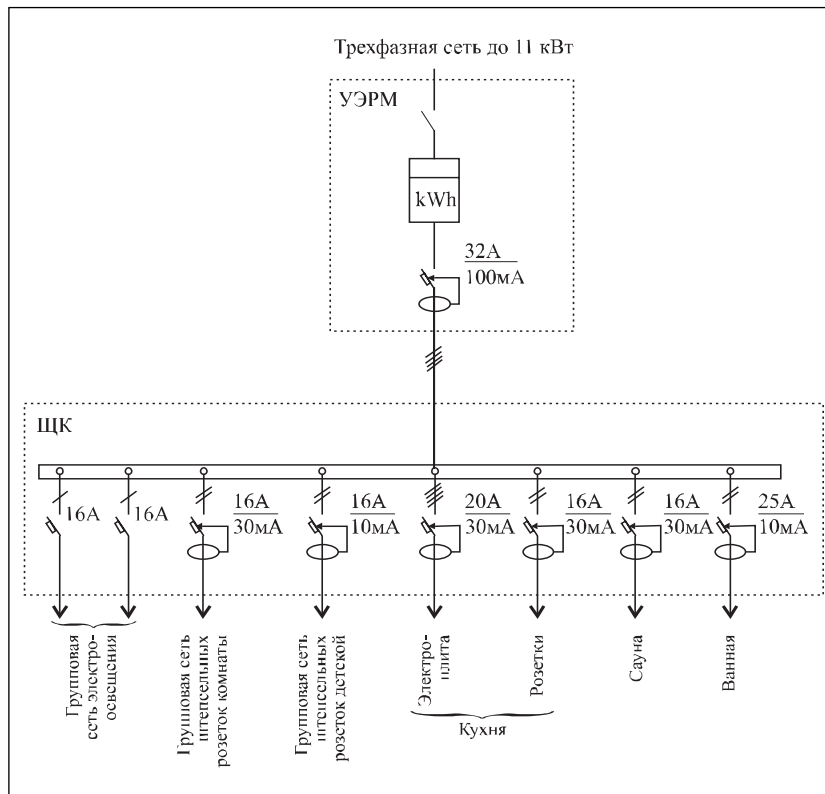 Трехфазная сеть до 11 кВт
УЭРМ
kWh
32А
100мА
ЩК
16А
16А
16А
30мА
16А
10мА
20А
30мА
16А
30мА
16А
30мА
25А
10мА
Групповая
сеть электро-
освещения
Групповая сеть
штепсельных
розеток комнаты
Групповая сеть
штепсельных
розеток детской
Электро-
плита
Розетки
Кухня
Сауна
Ванная